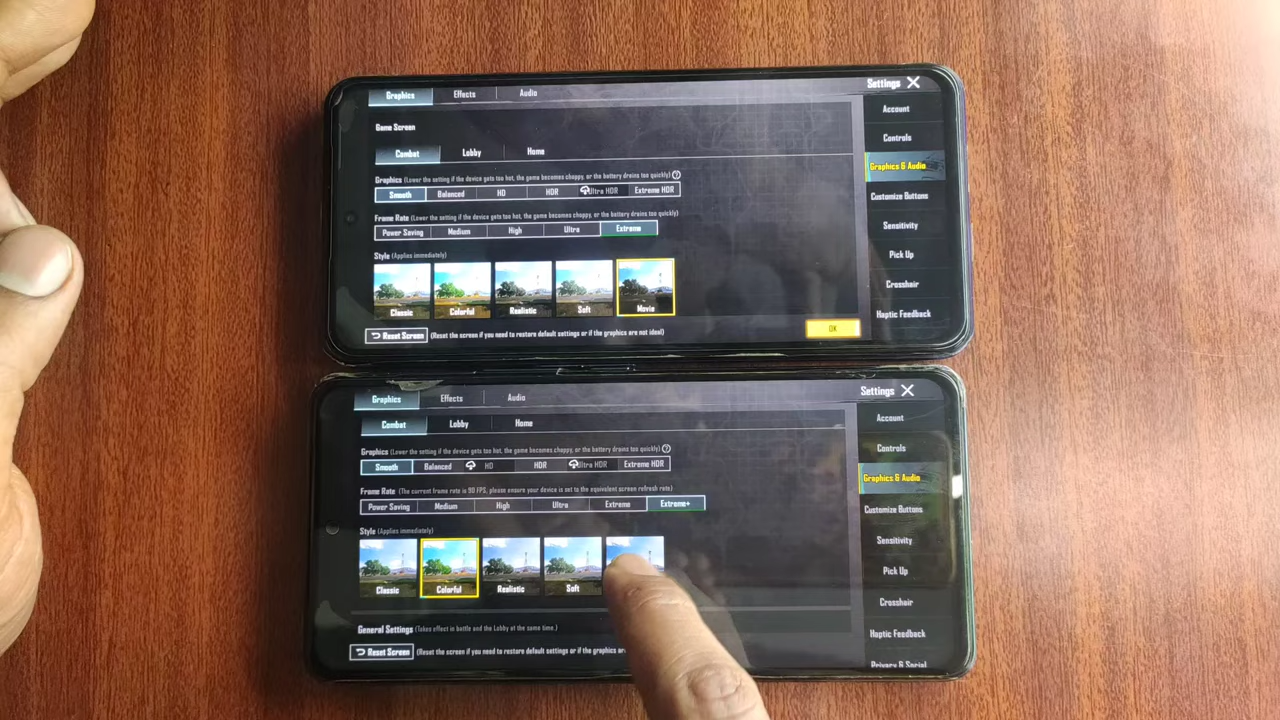 Graphics Effects Audio Settings
Account
Game Screen
Controls
Combat Lobby Home
Graphics & Audio
Graphics (Lower the setting if the device gets too hot, the game becomes choppy, or the battery drains too quickly)
Smooth Balanced HD HDR Ultra HDR Extreme HDR
Customize Buttons
Frame Rate (Lower the setting if the device gets too hot, the game becomes choppy, or the battery drains too quickly)
Power Saving Medium High Ultra Extreme
Sensitivity
Style (Applies immediately)
Pick Up
Crosshair
Classic Colorful Realistic Soft Movie
Haptic Feedback
Reset Screen (Reset the screen if you need to restore default settings or if the graphics are not ideal)
OK
Graphics Effects Audio Settings
Account
Combat Lobby Home
Controls
Graphics (Lower the setting if the device gets too hot, the game becomes choppy, or the battery drains too quickly)
Smooth Balanced HD HDR Ultra HDR Extreme HDR
Graphics & Audio
Frame Rate (The current frame rate is 90 FPS, please ensure your device is set to the equivalent screen refresh rate)
Power Saving Medium High Ultra Extreme Extreme+
Customize Buttons
Style (Applies immediately)
Sensitivity
Pick Up
Classic Colorful Realistic Soft
Crosshair
General Settings (Takes effect in battle and the Lobby at the same time.)
Haptic Feedback
Reset Screen (Reset the screen if you need to restore default settings or if the graphics are
Privacy & Social